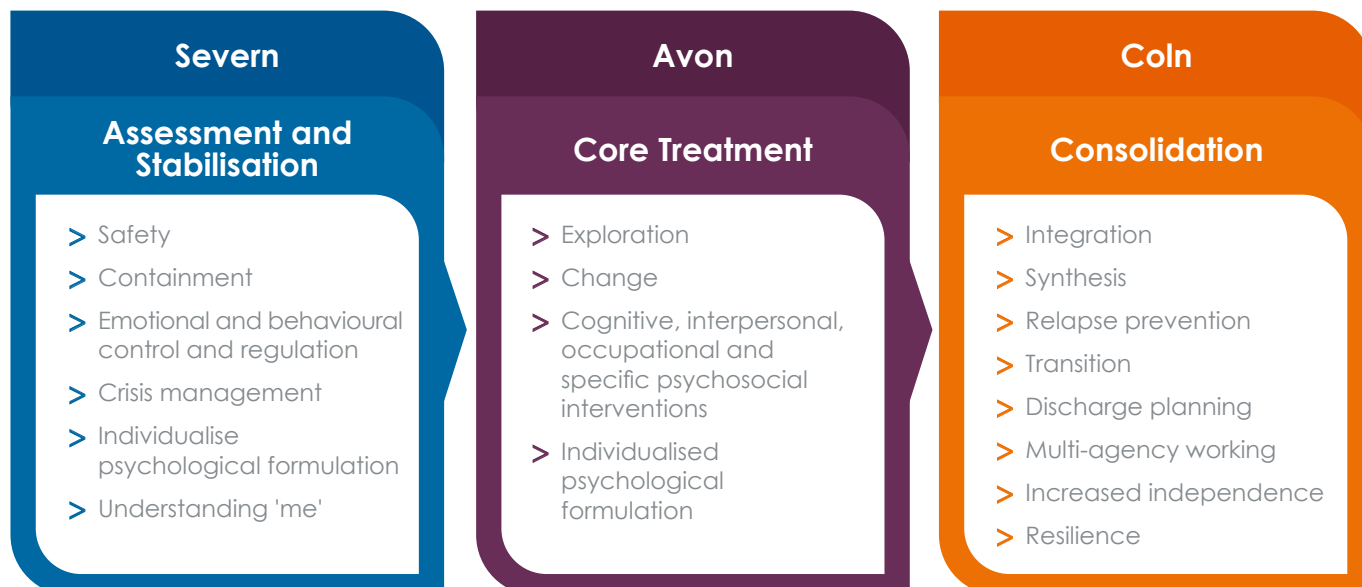 Severn
Assessment and
Stabilisation
> Safety
> Containment
> Emotional and behavioural
control and regulation
> Crisis management
> Individualise
psychological formulation
> Understanding 'me'
Avon
Core Treatment
> Exploration
> Change
> Cognitive, interpersonal,
occupational and
specific psychosocial
interventions
> Individualised
psychological
formulation
Coln
Consolidation
> Integration
> Synthesis
> Relapse prevention
> Transition
> Discharge planning
> Multi-agency working
> Increased independence
> Resilience